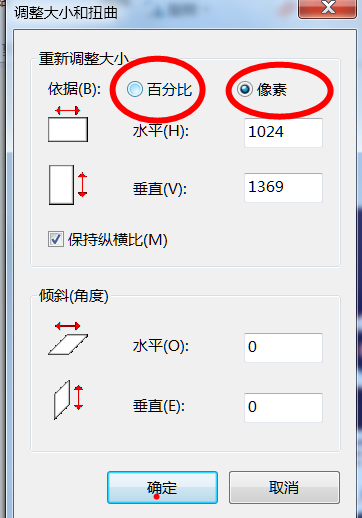 调整大小和扭曲
重新调整大小
依据(B): 百分比 像素
水平(H): 1024
垂直(V): 1369
保持纵横比(M)
倾斜(角度)
水平(O): 0
垂直(E): 0
确定 取消